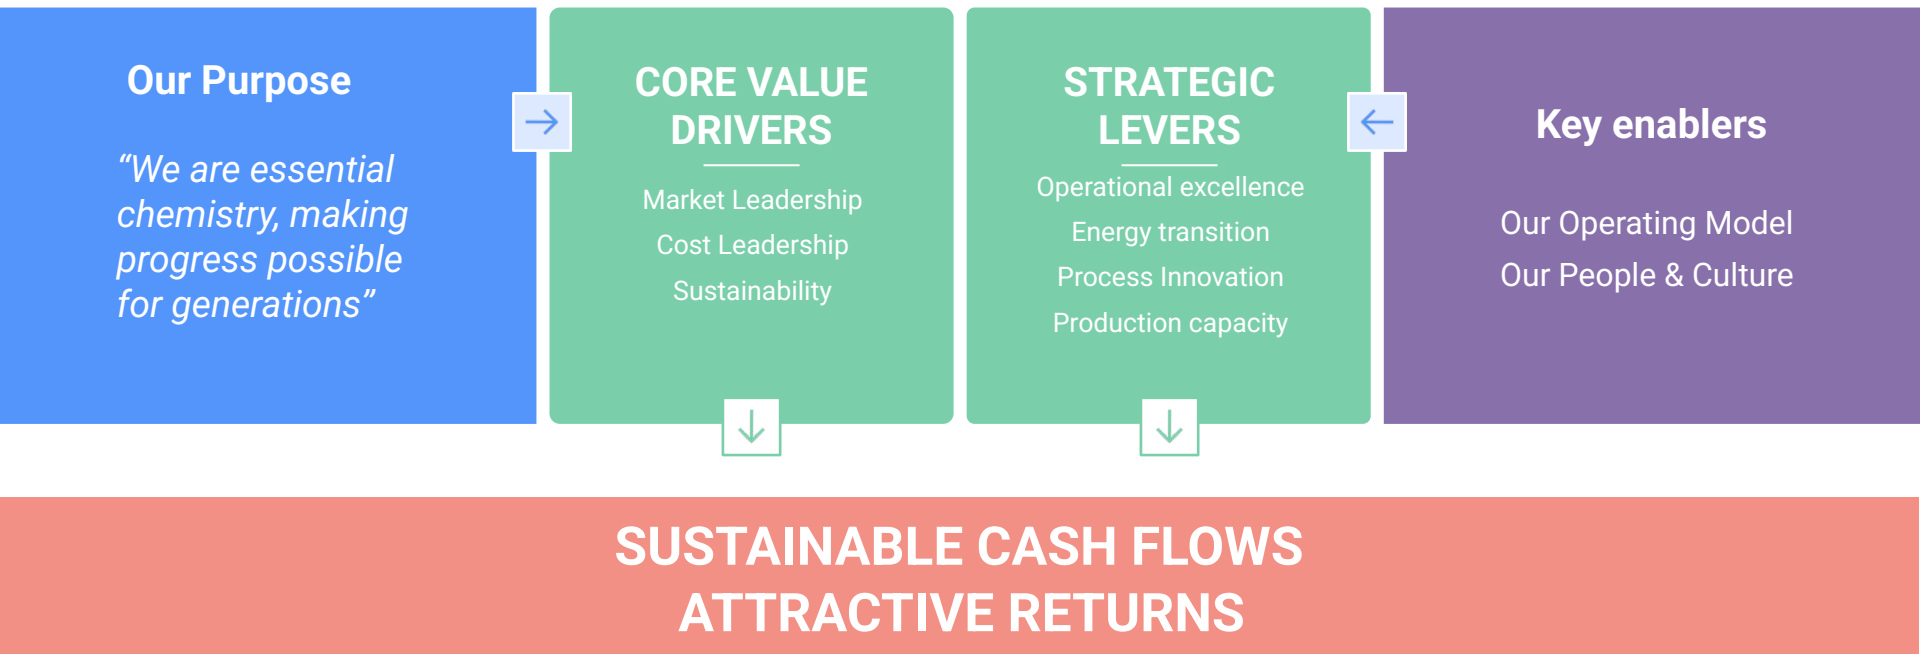 Our Purpose
“We are essential
chemistry, making
progress possible
for generations”
CORE VALUE
DRIVERS
Market Leadership
Cost Leadership
Sustainability
STRATEGIC
LEVERS
Operational excellence
Energy transition
Process Innovation
Production capacity
Key enablers
Our Operating Model
Our People & Culture
SUSTAINABLE CASH FLOWS
ATTRACTIVE RETURNS